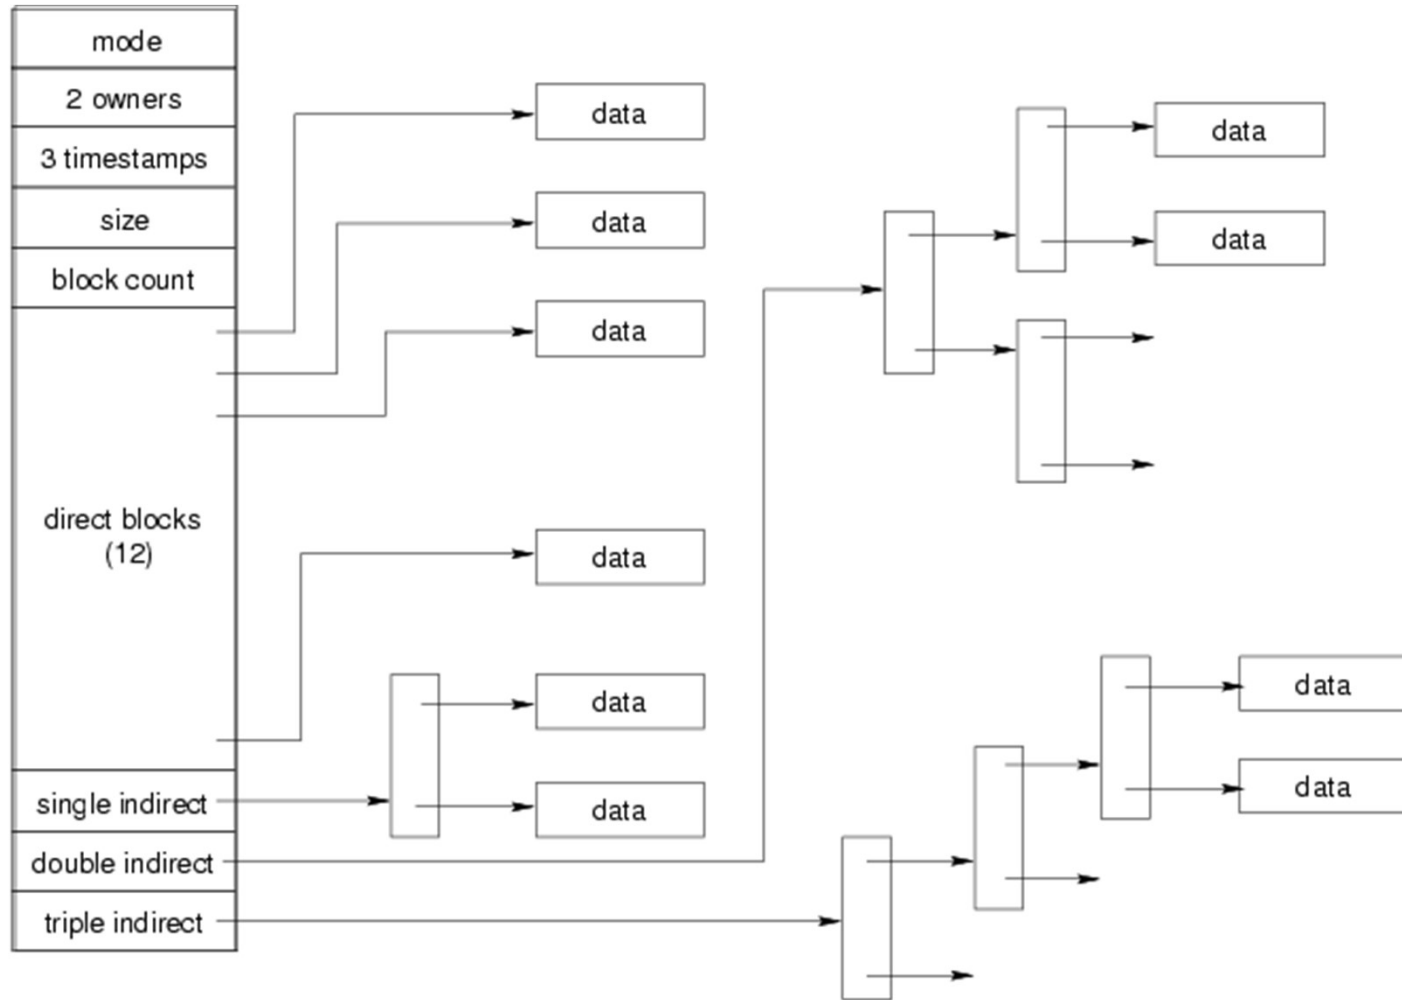 mode
2 owners
3 timestamps
size
block count
direct blocks
(12)
single indirect
double indirect
triple indirect
data
data
data
data
data
data
data
data
data
data